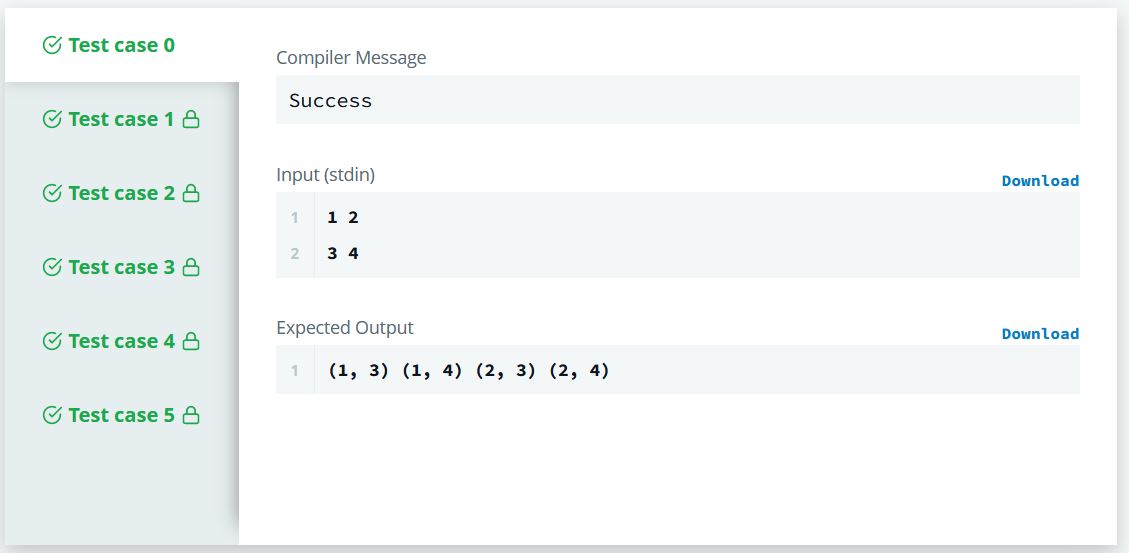 Test case 0
Test case 1
Test case 2
Test case 3
Test case 4
Test case 5
Compiler Message
Success
Input (stdin)
Download
1 1 2
2 3 4
Expected Output
Download
1 (1, 3) (1, 4) (2, 3) (2, 4)